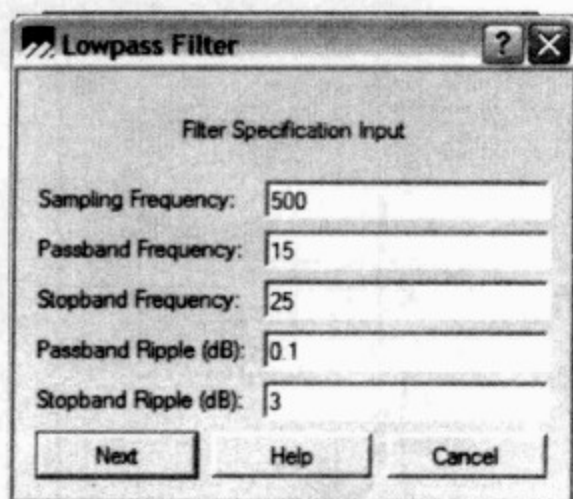 Lowpass Filter
Filter Specification Input
Sampling Frequency: 500
Passband Frequency: 15
Stopband Frequency: 25
Passband Ripple (dB): 0.1
Stopband Ripple (dB): 3
Next Help Cancel